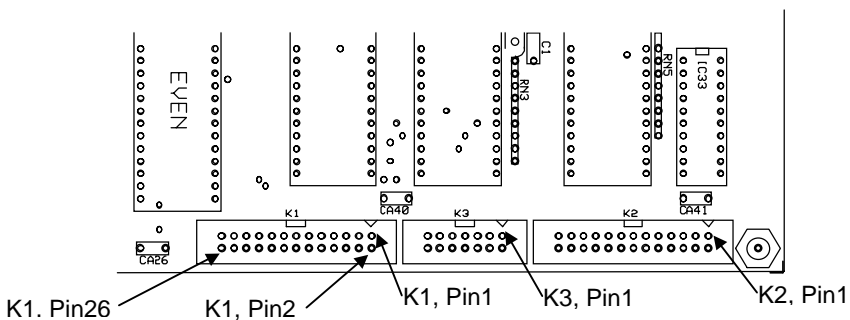 EVEN
C1
RN3
RN5
IC33
CA40
CA41
K1
K3
K2
CA26
K1, Pin26
K1, Pin2
K1, Pin1
K3, Pin1
K2, Pin1